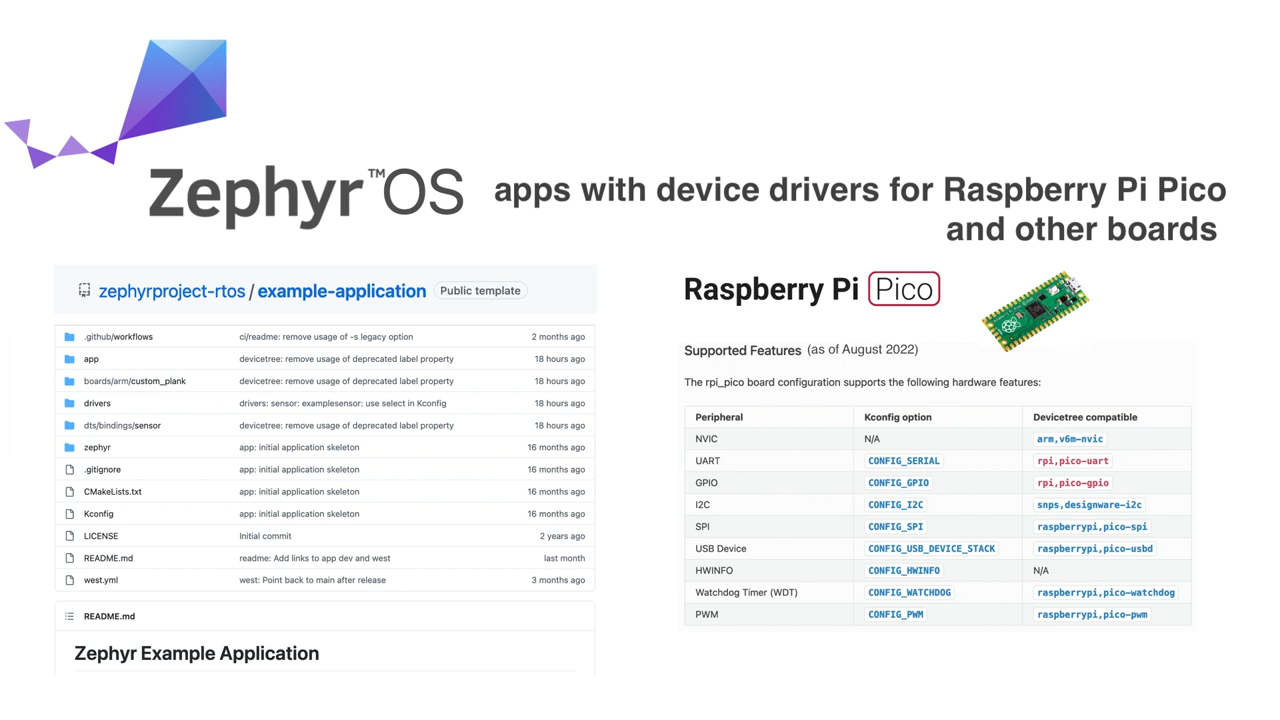 Zephyr™OS apps with device drivers for Raspberry Pi Pico
and other boards
zephyrproject-rtos / example-application Public template
.github/workflows ci/readme: remove usage of -s legacy option 2 months ago
app devicetree: remove usage of deprecated label property 18 hours ago
boards/arm/custom_plank devicetree: remove usage of deprecated label property 18 hours ago
drivers drivers: sensor: examplesensor: use select in Kconfig 18 hours ago
dts/bindings/sensor devicetree: remove usage of deprecated label property 18 hours ago
zephyr app: initial application skeleton 16 months ago
.gitignore app: initial application skeleton 16 months ago
CMakeLists.txt app: initial application skeleton 16 months ago
Kconfig app: initial application skeleton 16 months ago
LICENSE Initial commit 2 years ago
README.md readme: Add links to app dev and west last month
west.yml west: Point back to main after release 3 months ago
README.md
Zephyr Example Application
Raspberry Pi Pico
Supported Features (as of August 2022)
The rpi_pico board configuration supports the following hardware features:
Peripheral Kconfig option Devicetree compatible
NVIC N/A arm,v6m-nvic
UART CONFIG_SERIAL rpi,pico-uart
GPIO CONFIG_GPIO rpi,pico-gpio
I2C CONFIG_I2C snps,designware-i2c
SPI CONFIG_SPI raspberrypi,pico-spi
USB Device CONFIG_USB_DEVICE_STACK raspberrypi,pico-usbd
HWINFO CONFIG_HWINFO N/A
Watchdog Timer (WDT) CONFIG_WATCHDOG raspberrypi,pico-watchdog
PWM CONFIG_PWM raspberrypi,pico-pwm